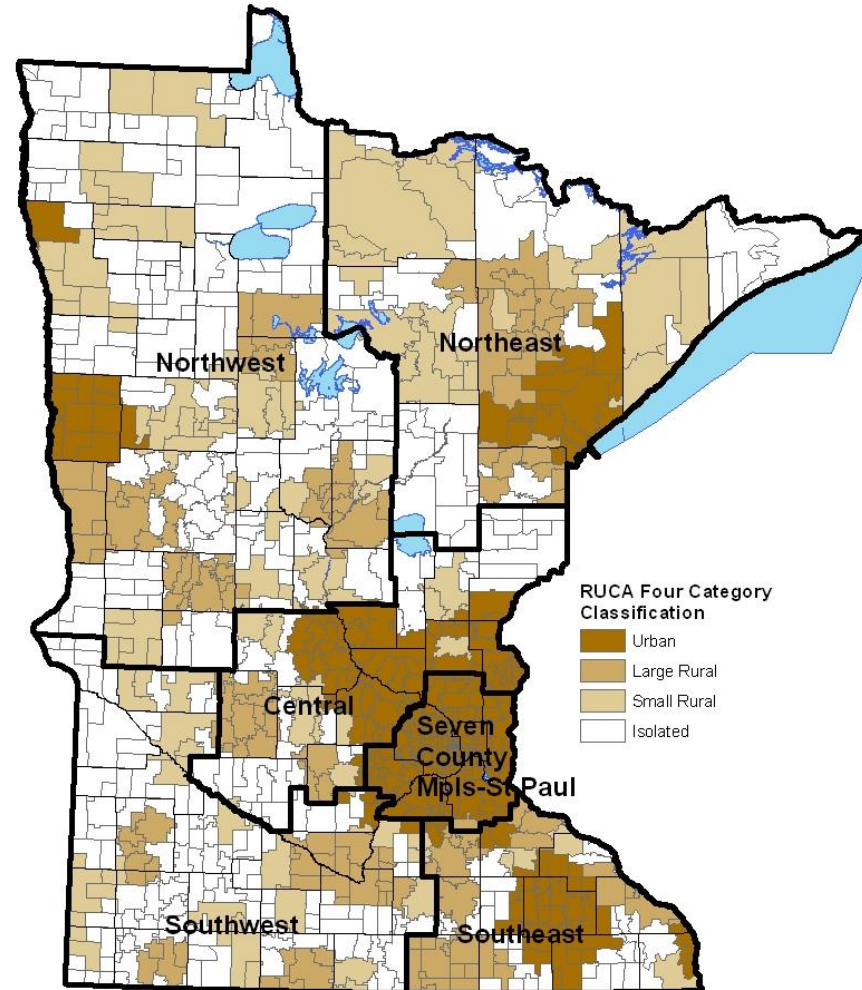 Northwest
Northeast
RUCA Four Category
Classification
Urban
Large Rural
Small Rural
Isolated
Central
Seven
County
Mpls-St Paul
Southwest
Southeast